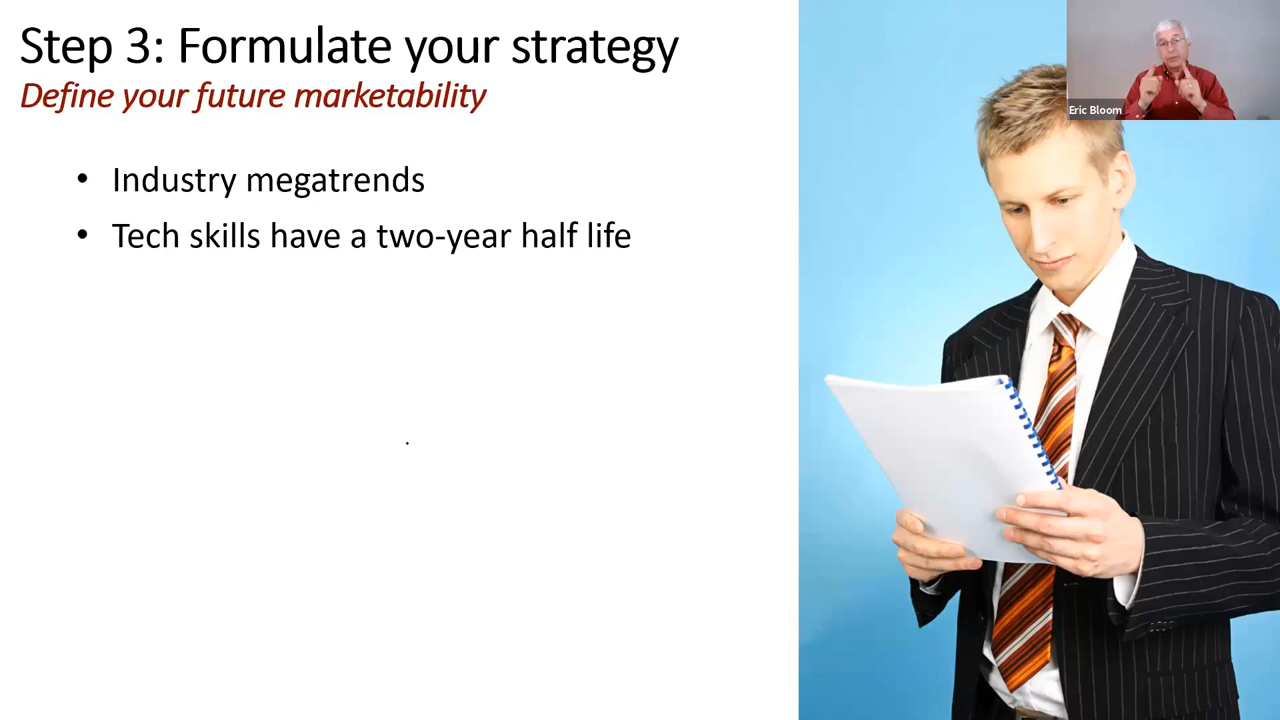 Step 3: Formulate your strategy
Define your future marketability
• Industry megatrends
• Tech skills have a two-year half life
Eric Bloom